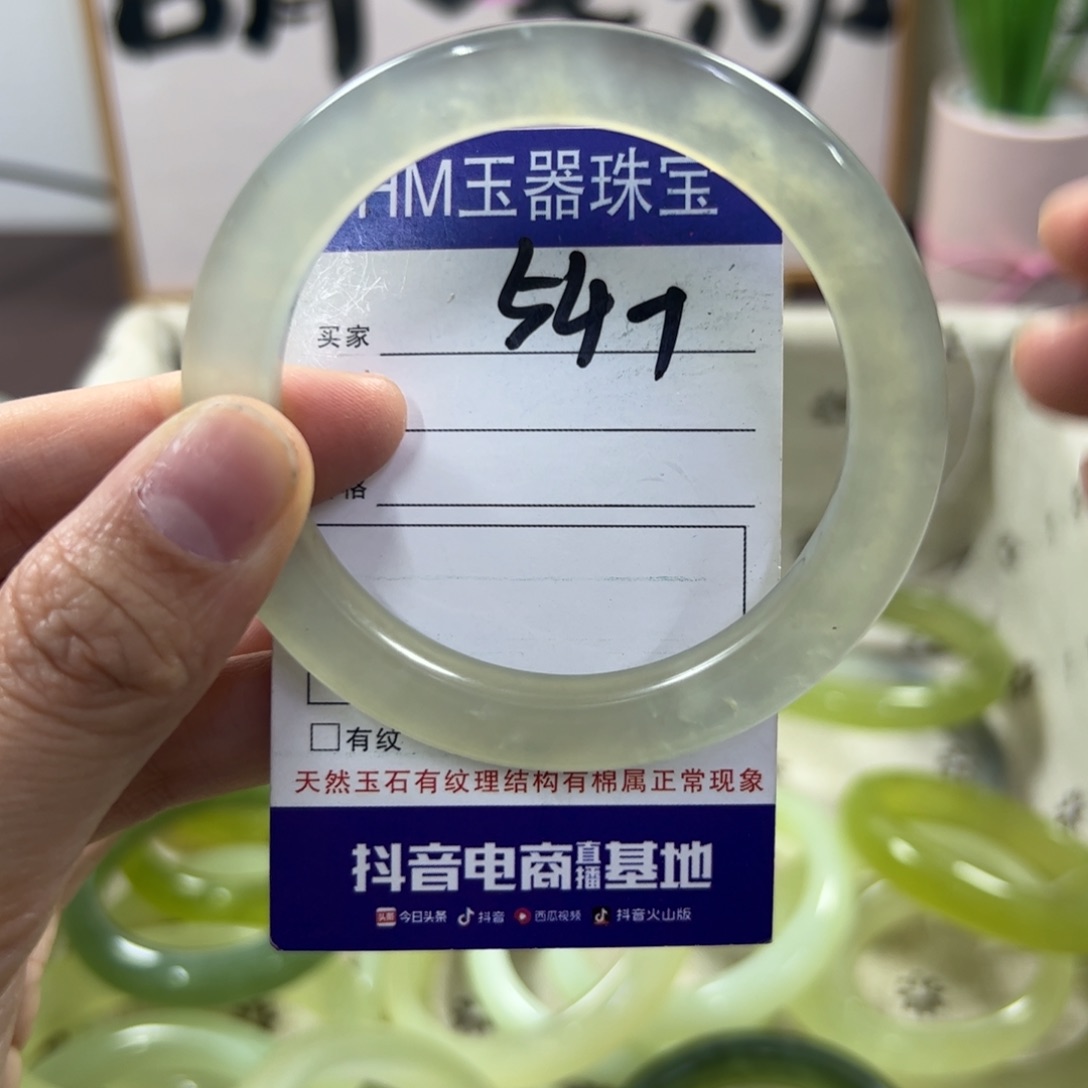 HM玉器珠宝
547
买家
格
有纹
天然玉石有纹理结构有棉属正常现象
抖音电商直播基地
头条 今日头条 抖音 西瓜视频 抖音火山版